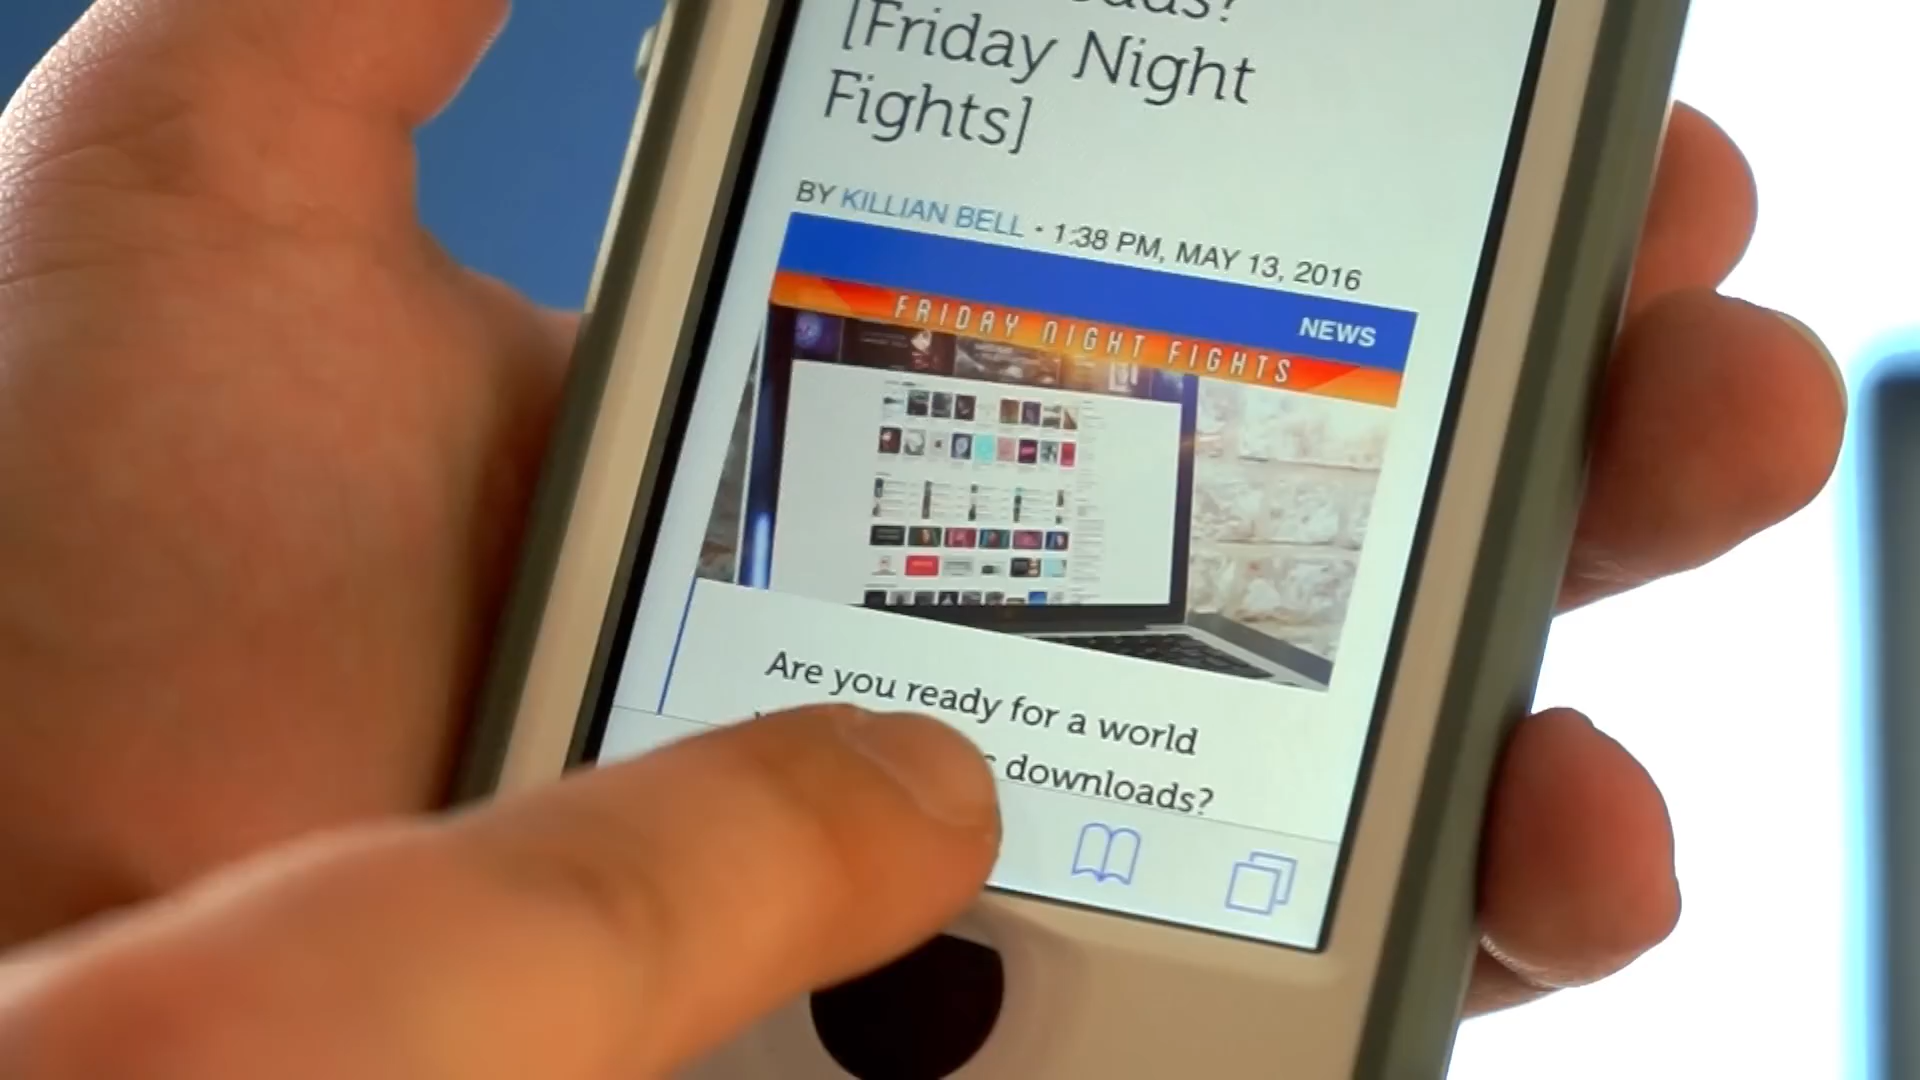 [Friday Night
Fights]
BY KILLIAN BELL • 1:38 PM, MAY 13, 2016
NEWS
FRIDAY NIGHT FIGHTS
Are you ready for a world
downloads?